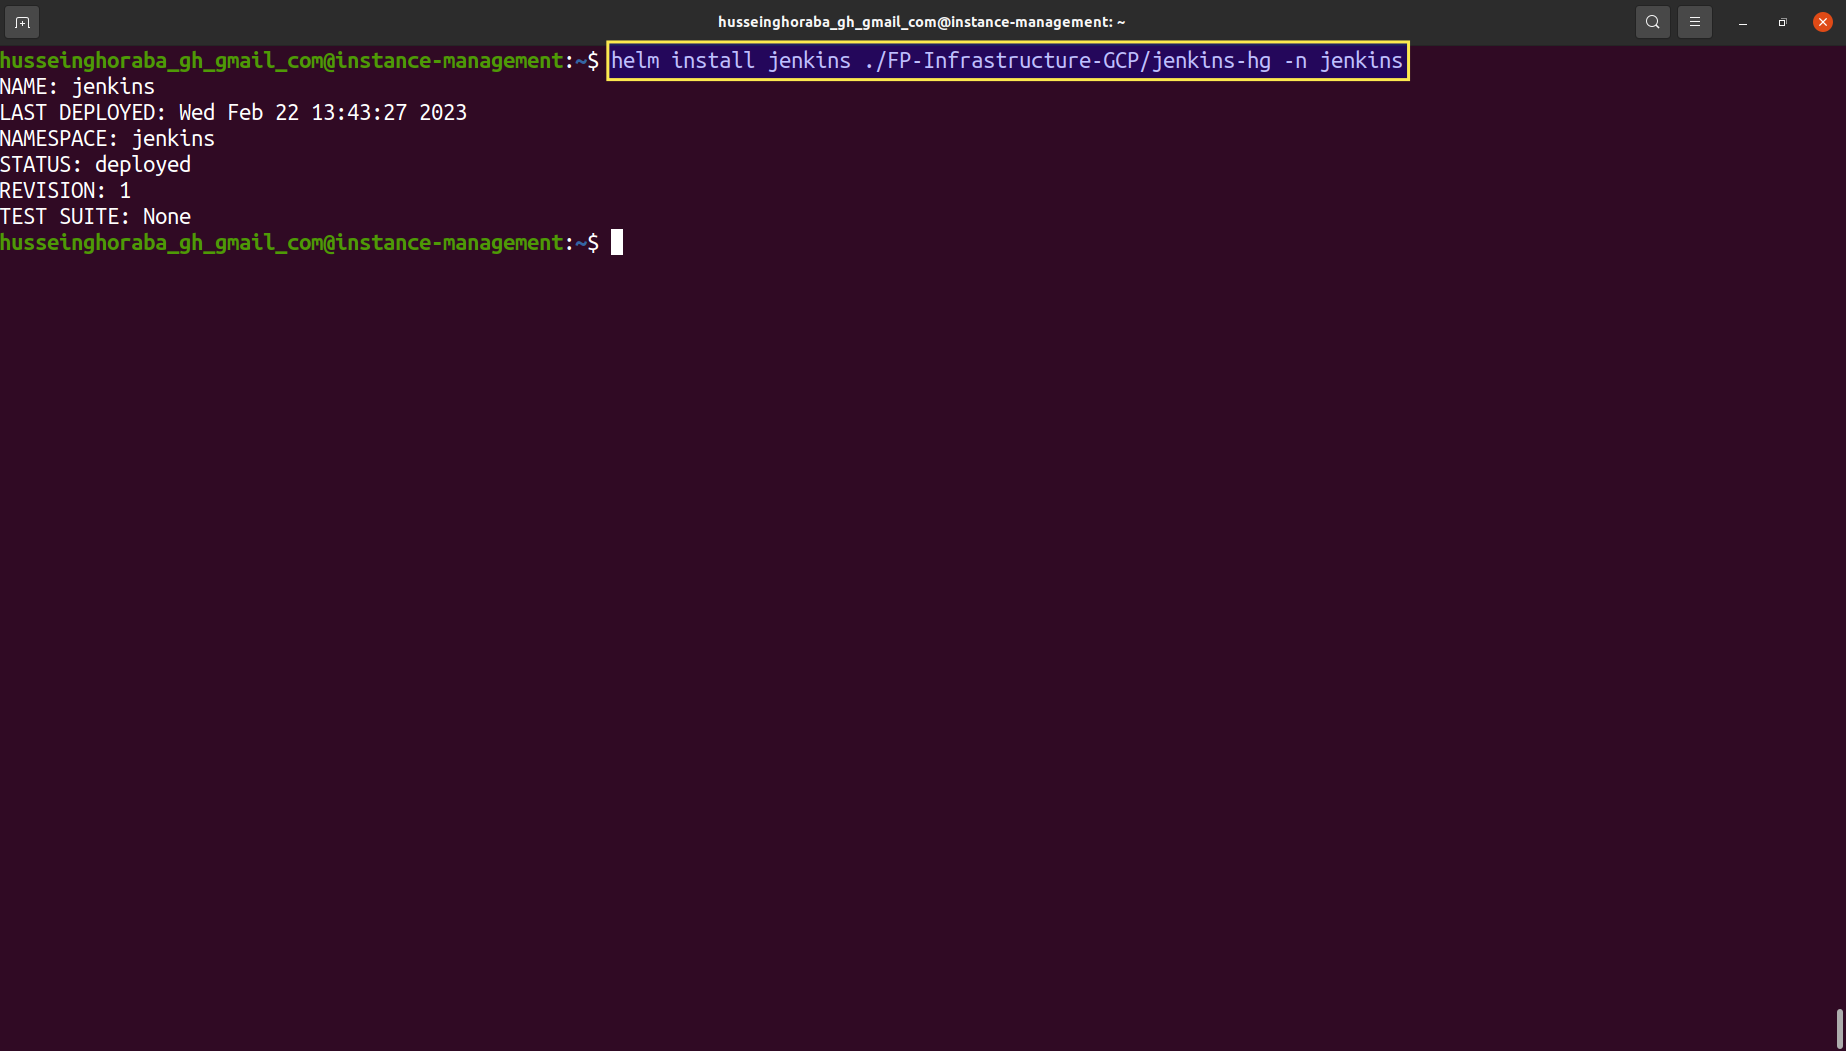 husseinghoraba_gh_gmail_com@instance-management: ~
husseinghoraba_gh_gmail_com@instance-management:~$ helm install jenkins ./FP-Infrastructure-GCP/jenkins-hg -n jenkins
NAME: jenkins
LAST DEPLOYED: Wed Feb 22 13:43:27 2023
NAMESPACE: jenkins
STATUS: deployed
REVISION: 1
TEST SUITE: None
husseinghoraba_gh_gmail_com@instance-management:~$